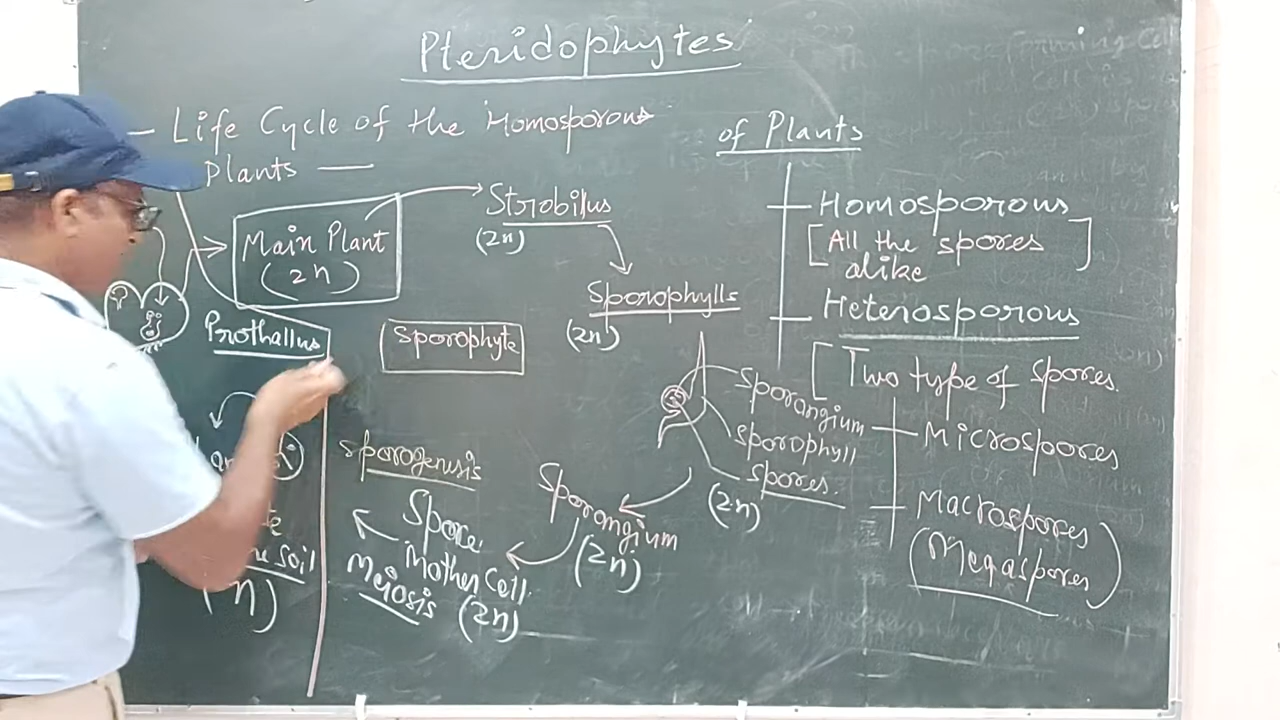 Pteridophytes
— Life Cycle of the Homosporous
Plants —
Main Plant
(2n)
Strobilus
(2n)
Sporophylls
(2n)
Sporangium
Sporophyll
Spores.
(2n)
Sporangium
(2n)
Spore
Mother Cell
(2n)
Meiosis
Sporogenesis
Sporophyte
Prothallus
Soil
(n)
of Plants
Homosporous
[All the spores
alike]
Heterosporous
[Two type of Spores.
Microspores
Macrospores
(Megaspores)